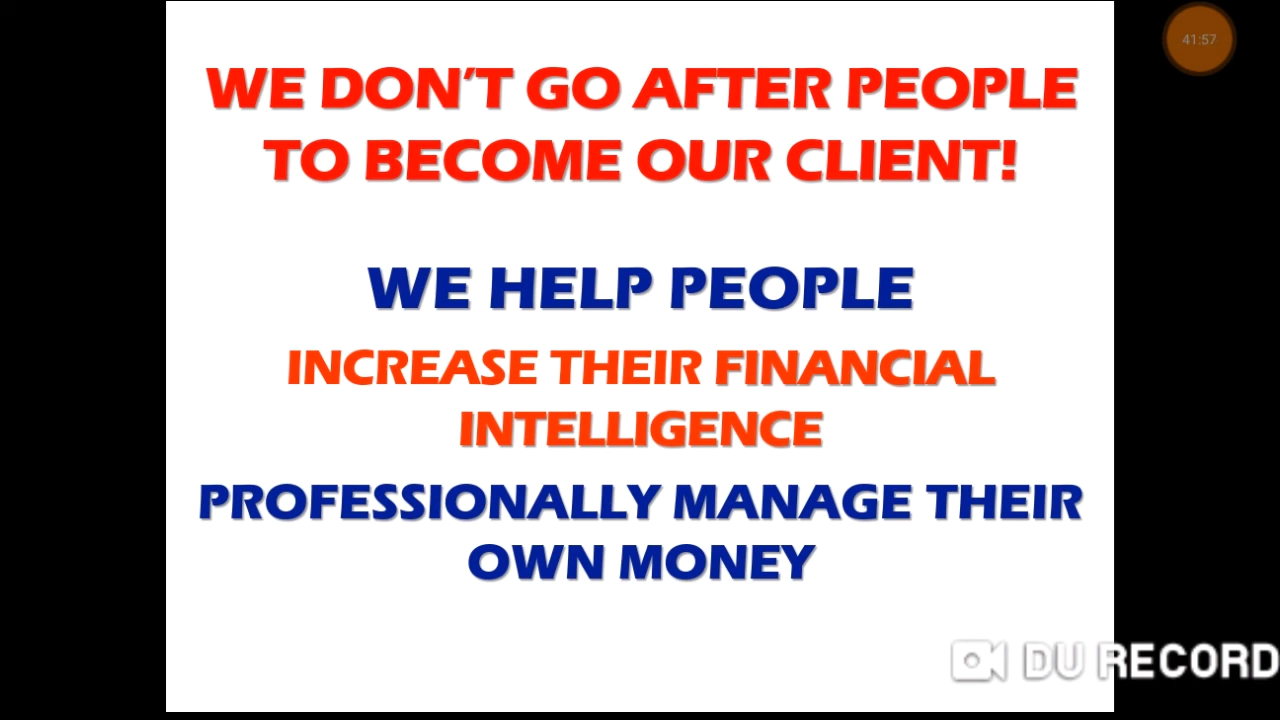 41:57
WE DON'T GO AFTER PEOPLE
TO BECOME OUR CLIENT!
WE HELP PEOPLE
INCREASE THEIR FINANCIAL
INTELLIGENCE
PROFESSIONALLY MANAGE THEIR
OWN MONEY
DU RECORD